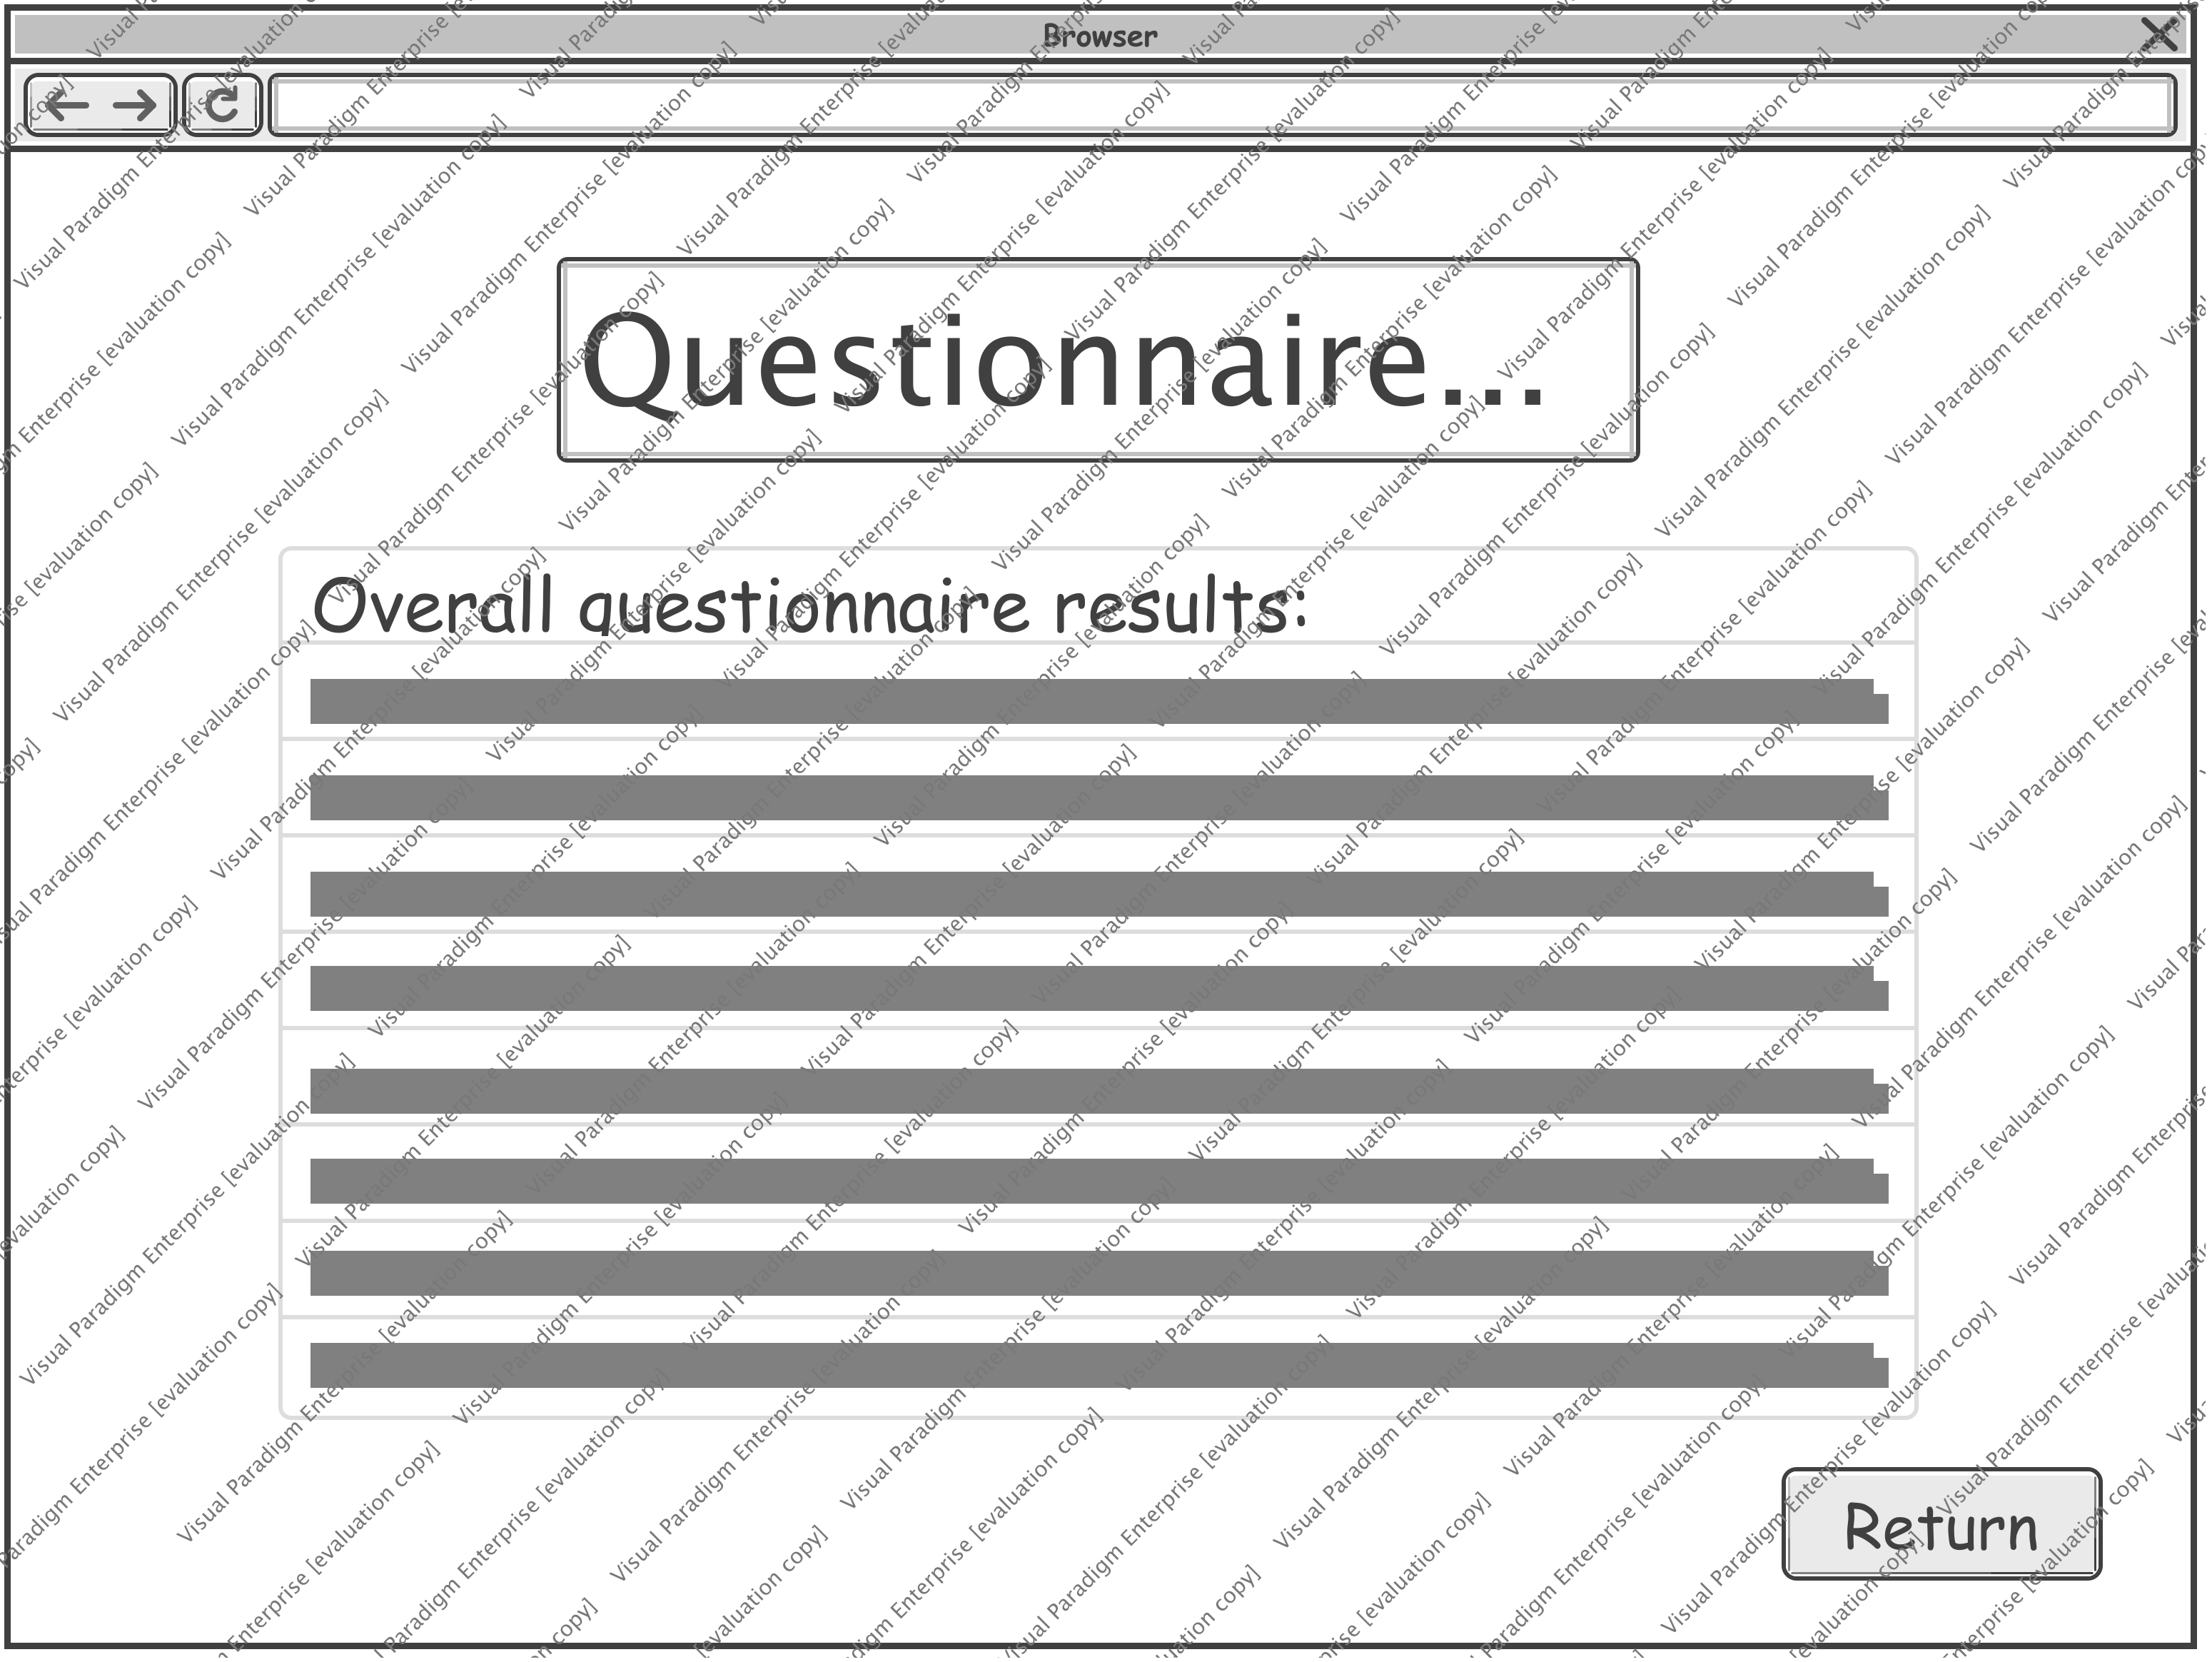 Browser
Questionnaire...
Overall questionnaire results:
Return
Visual Paradigm Enterprise [evaluation copy]